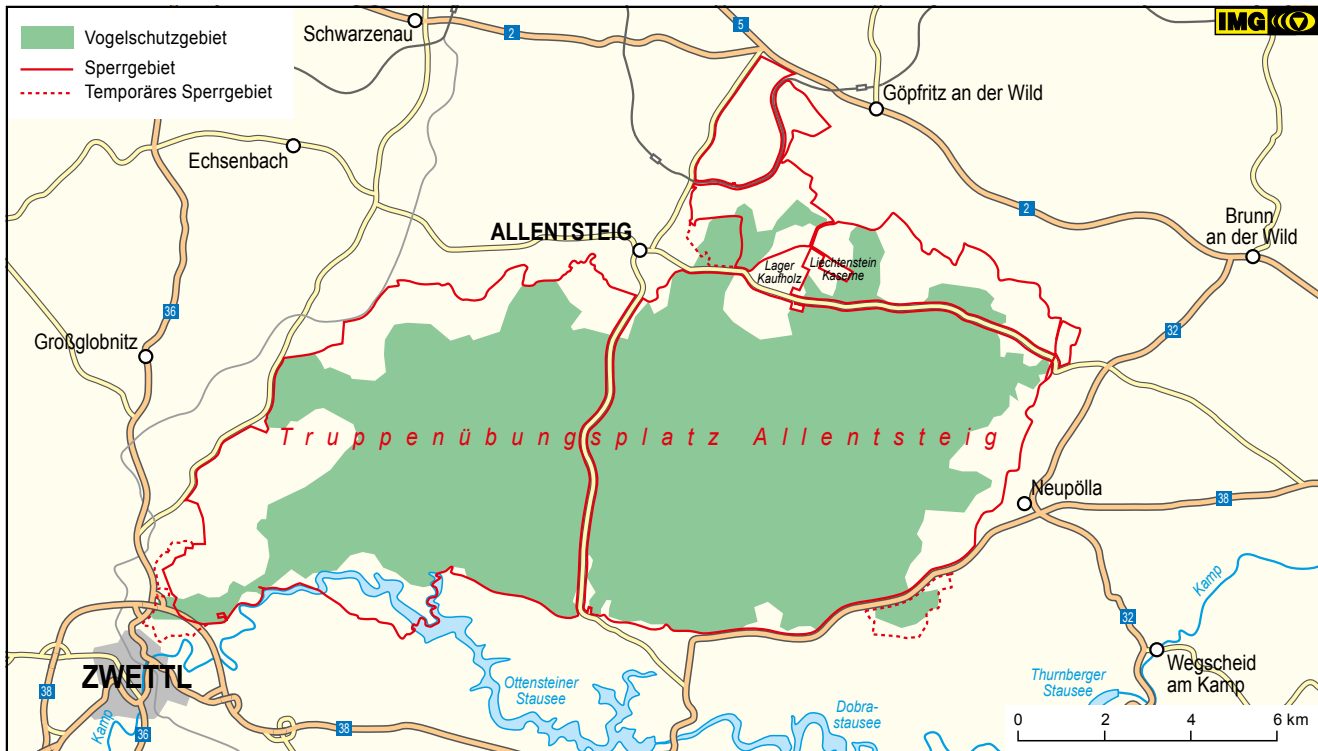 Vogelschutzgebiet
Sperrgebiet
Temporäres Sperrgebiet
Schwarzenau
2
5
IMG
Göpfritz an der Wild
Echsenbach
2
Brunn
an der Wild
ALLENTSTEIG
Lager
Kaufholz
Liechtenstein
Kaserne
36
32
Großglobnitz
Truppenübungsplatz Allentsteig
Neupölla
38
Kamp
32
ZWETTL
Wegscheid
am Kamp
38
Ottensteiner
Stausee
Thurnberger
Stausee
Dobra-
stausee
Kamp
36
38
0 2 4 6 km